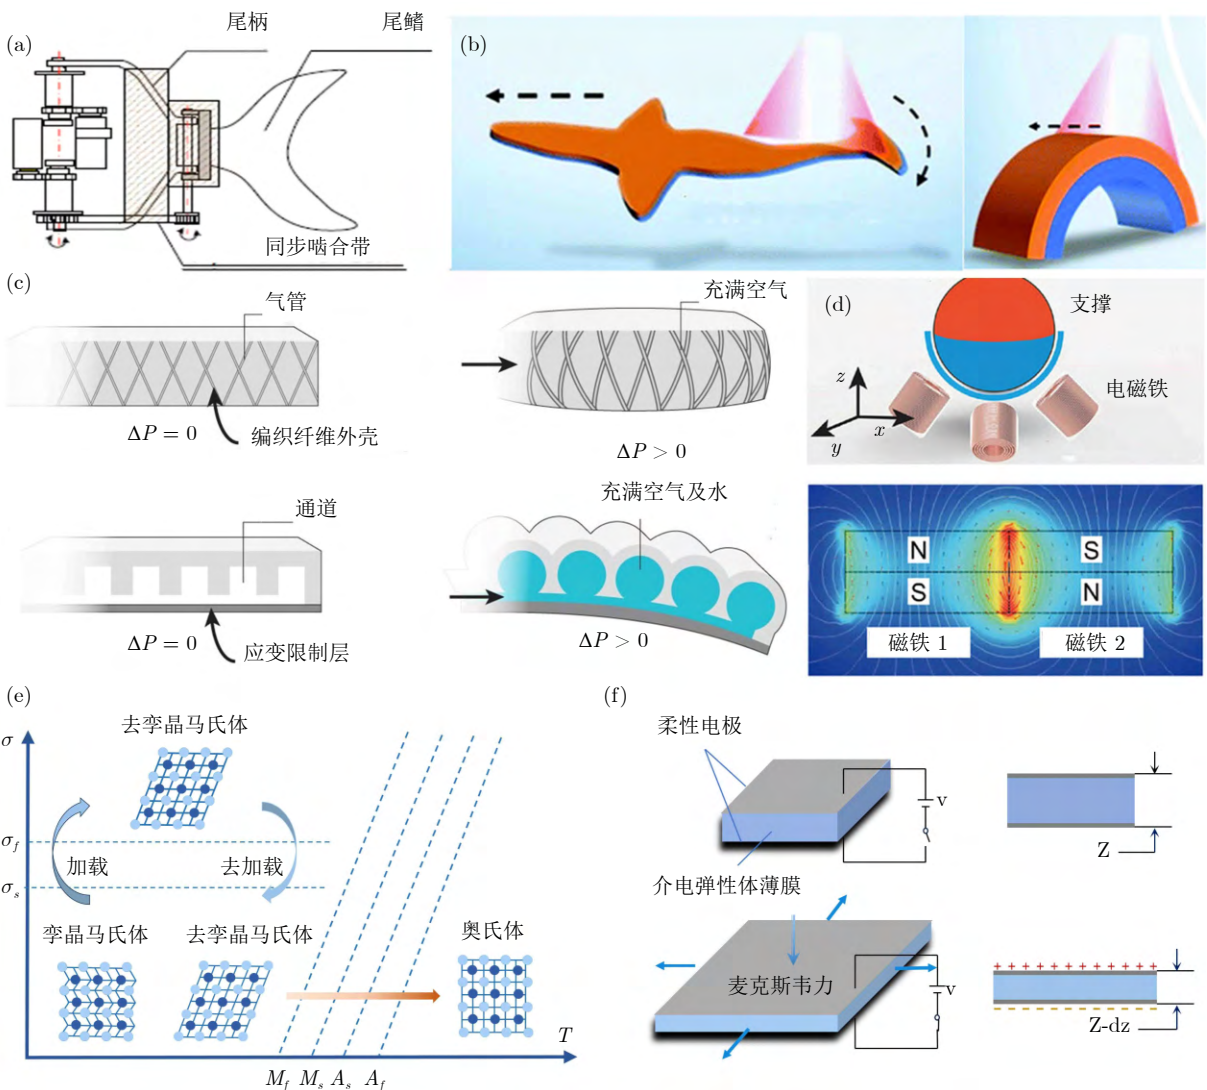 (a)
尾柄
尾鳍
同步啮合带
(b)
(c)
气管
ΔP = 0
编织纤维外壳
充满空气
ΔP > 0
通道
ΔP = 0
应变限制层
充满空气及水
ΔP > 0
(d)
支撑
电磁铁
z
x
y
N
S
S
N
磁铁 1
磁铁 2
(e)
σ
去孪晶马氏体
σf
加载
去加载
σs
孪晶马氏体
去孪晶马氏体
奥氏体
T
Mf Ms As Af
(f)
柔性电极
v
Z
介电弹性体薄膜
麦克斯韦力
v
Z-dz